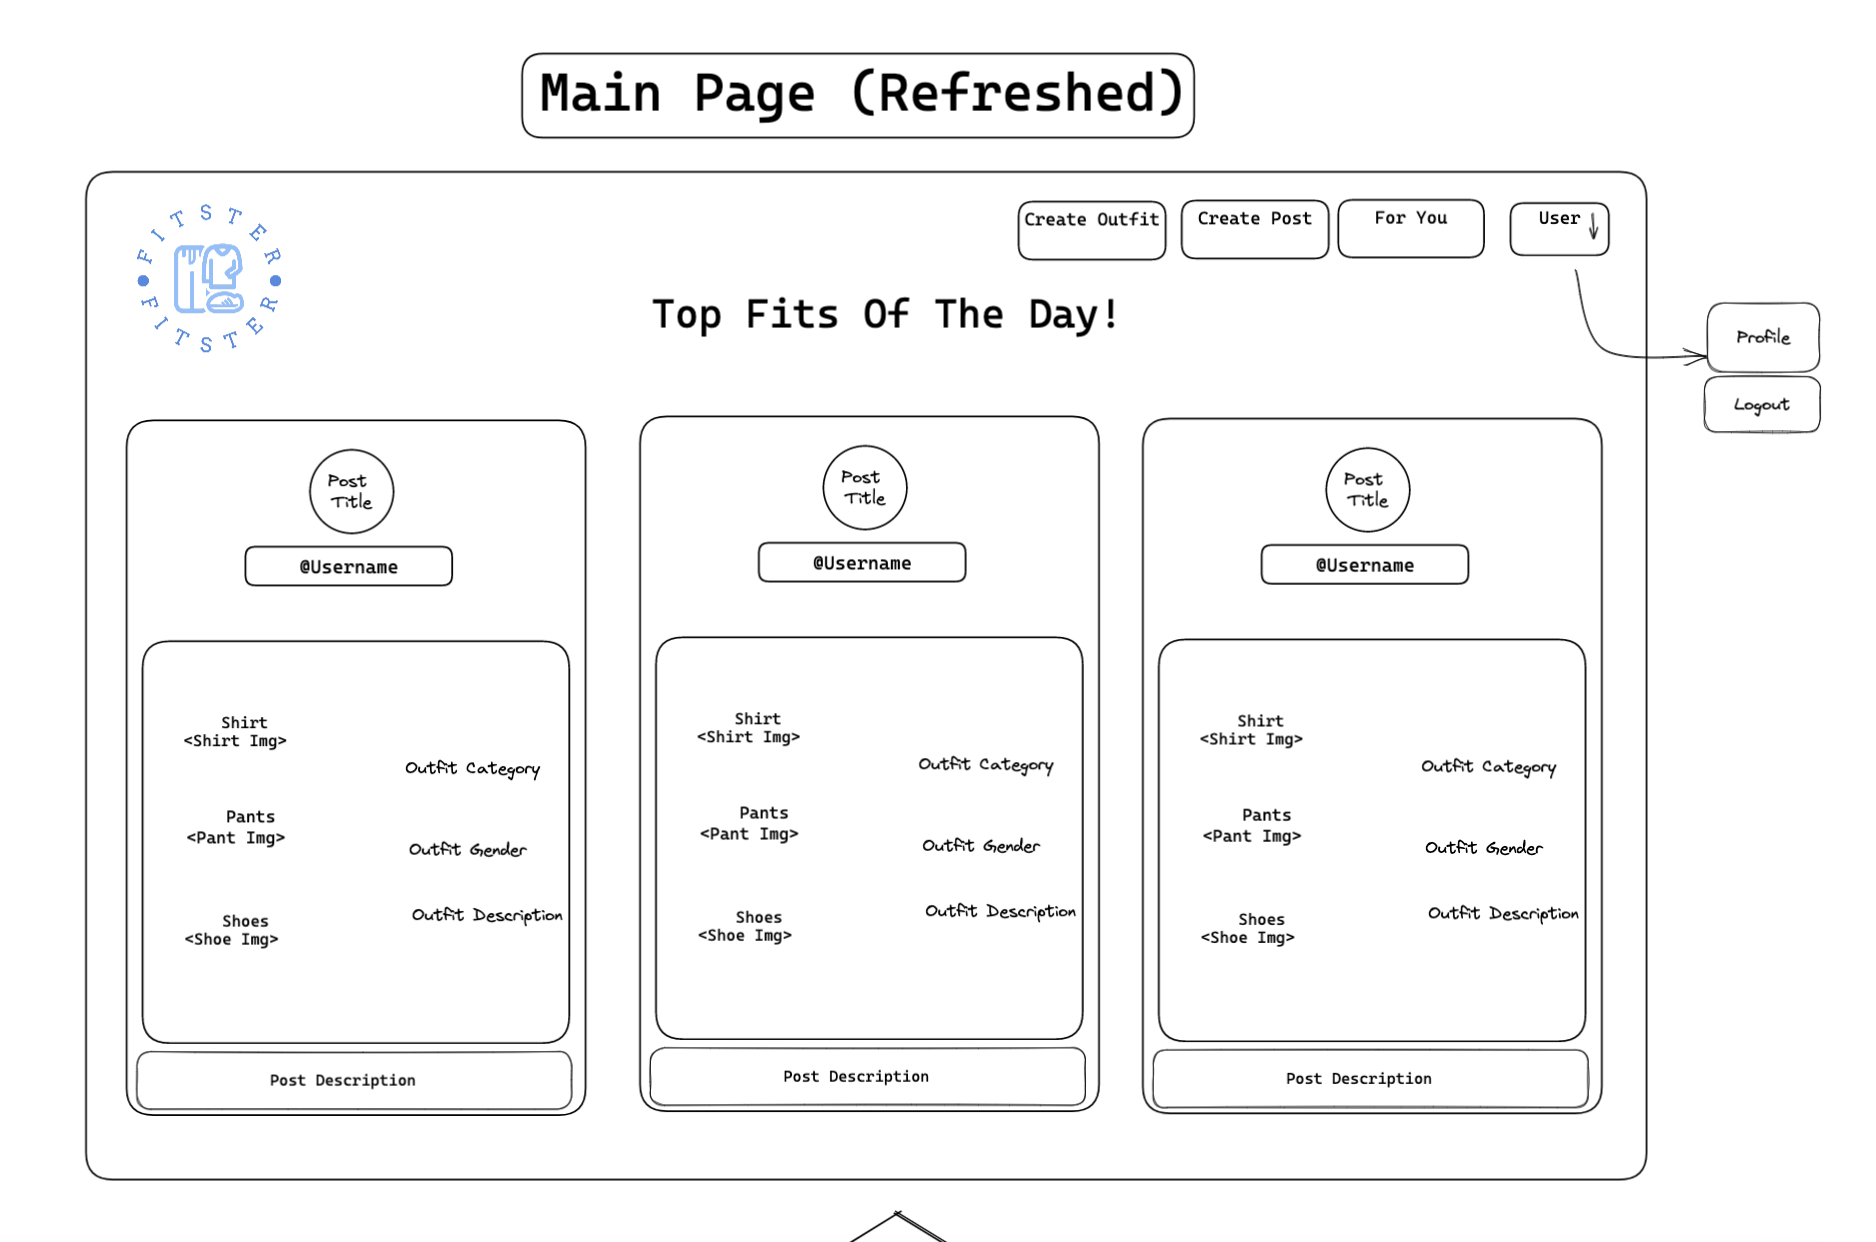 Main Page (Refreshed)
FITSTER
FITSTER
Create Outfit
Create Post
For You
User
Top Fits Of The Day!
Profile
Logout
Post
Title
@Username
Shirt
<Shirt Img>
Outfit Category
Pants
<Pant Img>
Outfit Gender
Outfit Description
Shoes
<Shoe Img>
Post Description
Post
Title
@Username
Shirt
<Shirt Img>
Outfit Category
Pants
<Pant Img>
Outfit Gender
Outfit Description
Shoes
<Shoe Img>
Post Description
Post
Title
@Username
Shirt
<Shirt Img>
Outfit Category
Pants
<Pant Img>
Outfit Gender
Outfit Description
Shoes
<Shoe Img>
Post Description